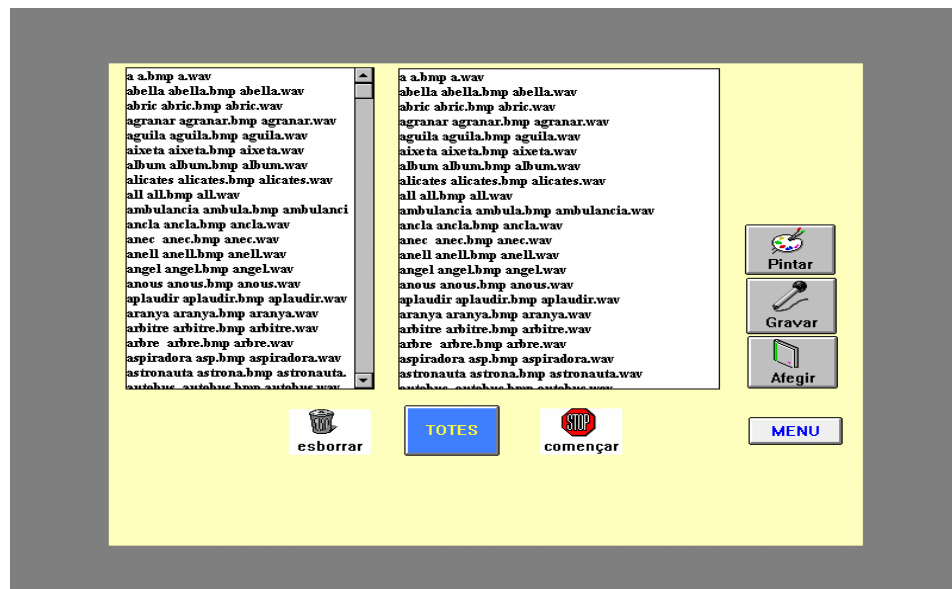 a a.bmp a.wav
abella abella.bmp abella.wav
abric abric.bmp abric.wav
agranar agranar.bmp agranar.wav
aguila aguila.bmp aguila.wav
aixeta aixeta.bmp aixeta.wav
album album.bmp album.wav
alicates alicates.bmp alicates.wav
all all.bmp all.wav
ambulancia ambula.bmp ambulanci
ancla ancla.bmp ancla.wav
anec  anec.bmp anec.wav
anell anell.bmp anell.wav
angel angel.bmp angel.wav
anous anous.bmp anous.wav
aplaudir aplaudir.bmp aplaudir.wav
aranya aranya.bmp aranya.wav
arbitre arbitre.bmp arbitre.wav
arbre  arbre.bmp arbre.wav
aspiradora asp.bmp aspiradora.wav
astronauta astrona.bmp astronauta.
autobus  autobus.bmp autobus.wav
a a.bmp a.wav
abella abella.bmp abella.wav
abric abric.bmp abric.wav
agranar agranar.bmp agranar.wav
aguila aguila.bmp aguila.wav
aixeta aixeta.bmp aixeta.wav
album album.bmp album.wav
alicates alicates.bmp alicates.wav
all all.bmp all.wav
ambulancia ambula.bmp ambulancia.wav
ancla ancla.bmp ancla.wav
anec  anec.bmp anec.wav
anell anell.bmp anell.wav
angel angel.bmp angel.wav
anous anous.bmp anous.wav
aplaudir aplaudir.bmp aplaudir.wav
aranya aranya.bmp aranya.wav
arbitre arbitre.bmp arbitre.wav
arbre  arbre.bmp arbre.wav
aspiradora asp.bmp aspiradora.wav
astronauta astrona.bmp astronauta.wav
autobus  autobus.bmp autobus.wav
Pintar
Gravar
Afegir
esborrar
TOTES
STOP
començar
MENU